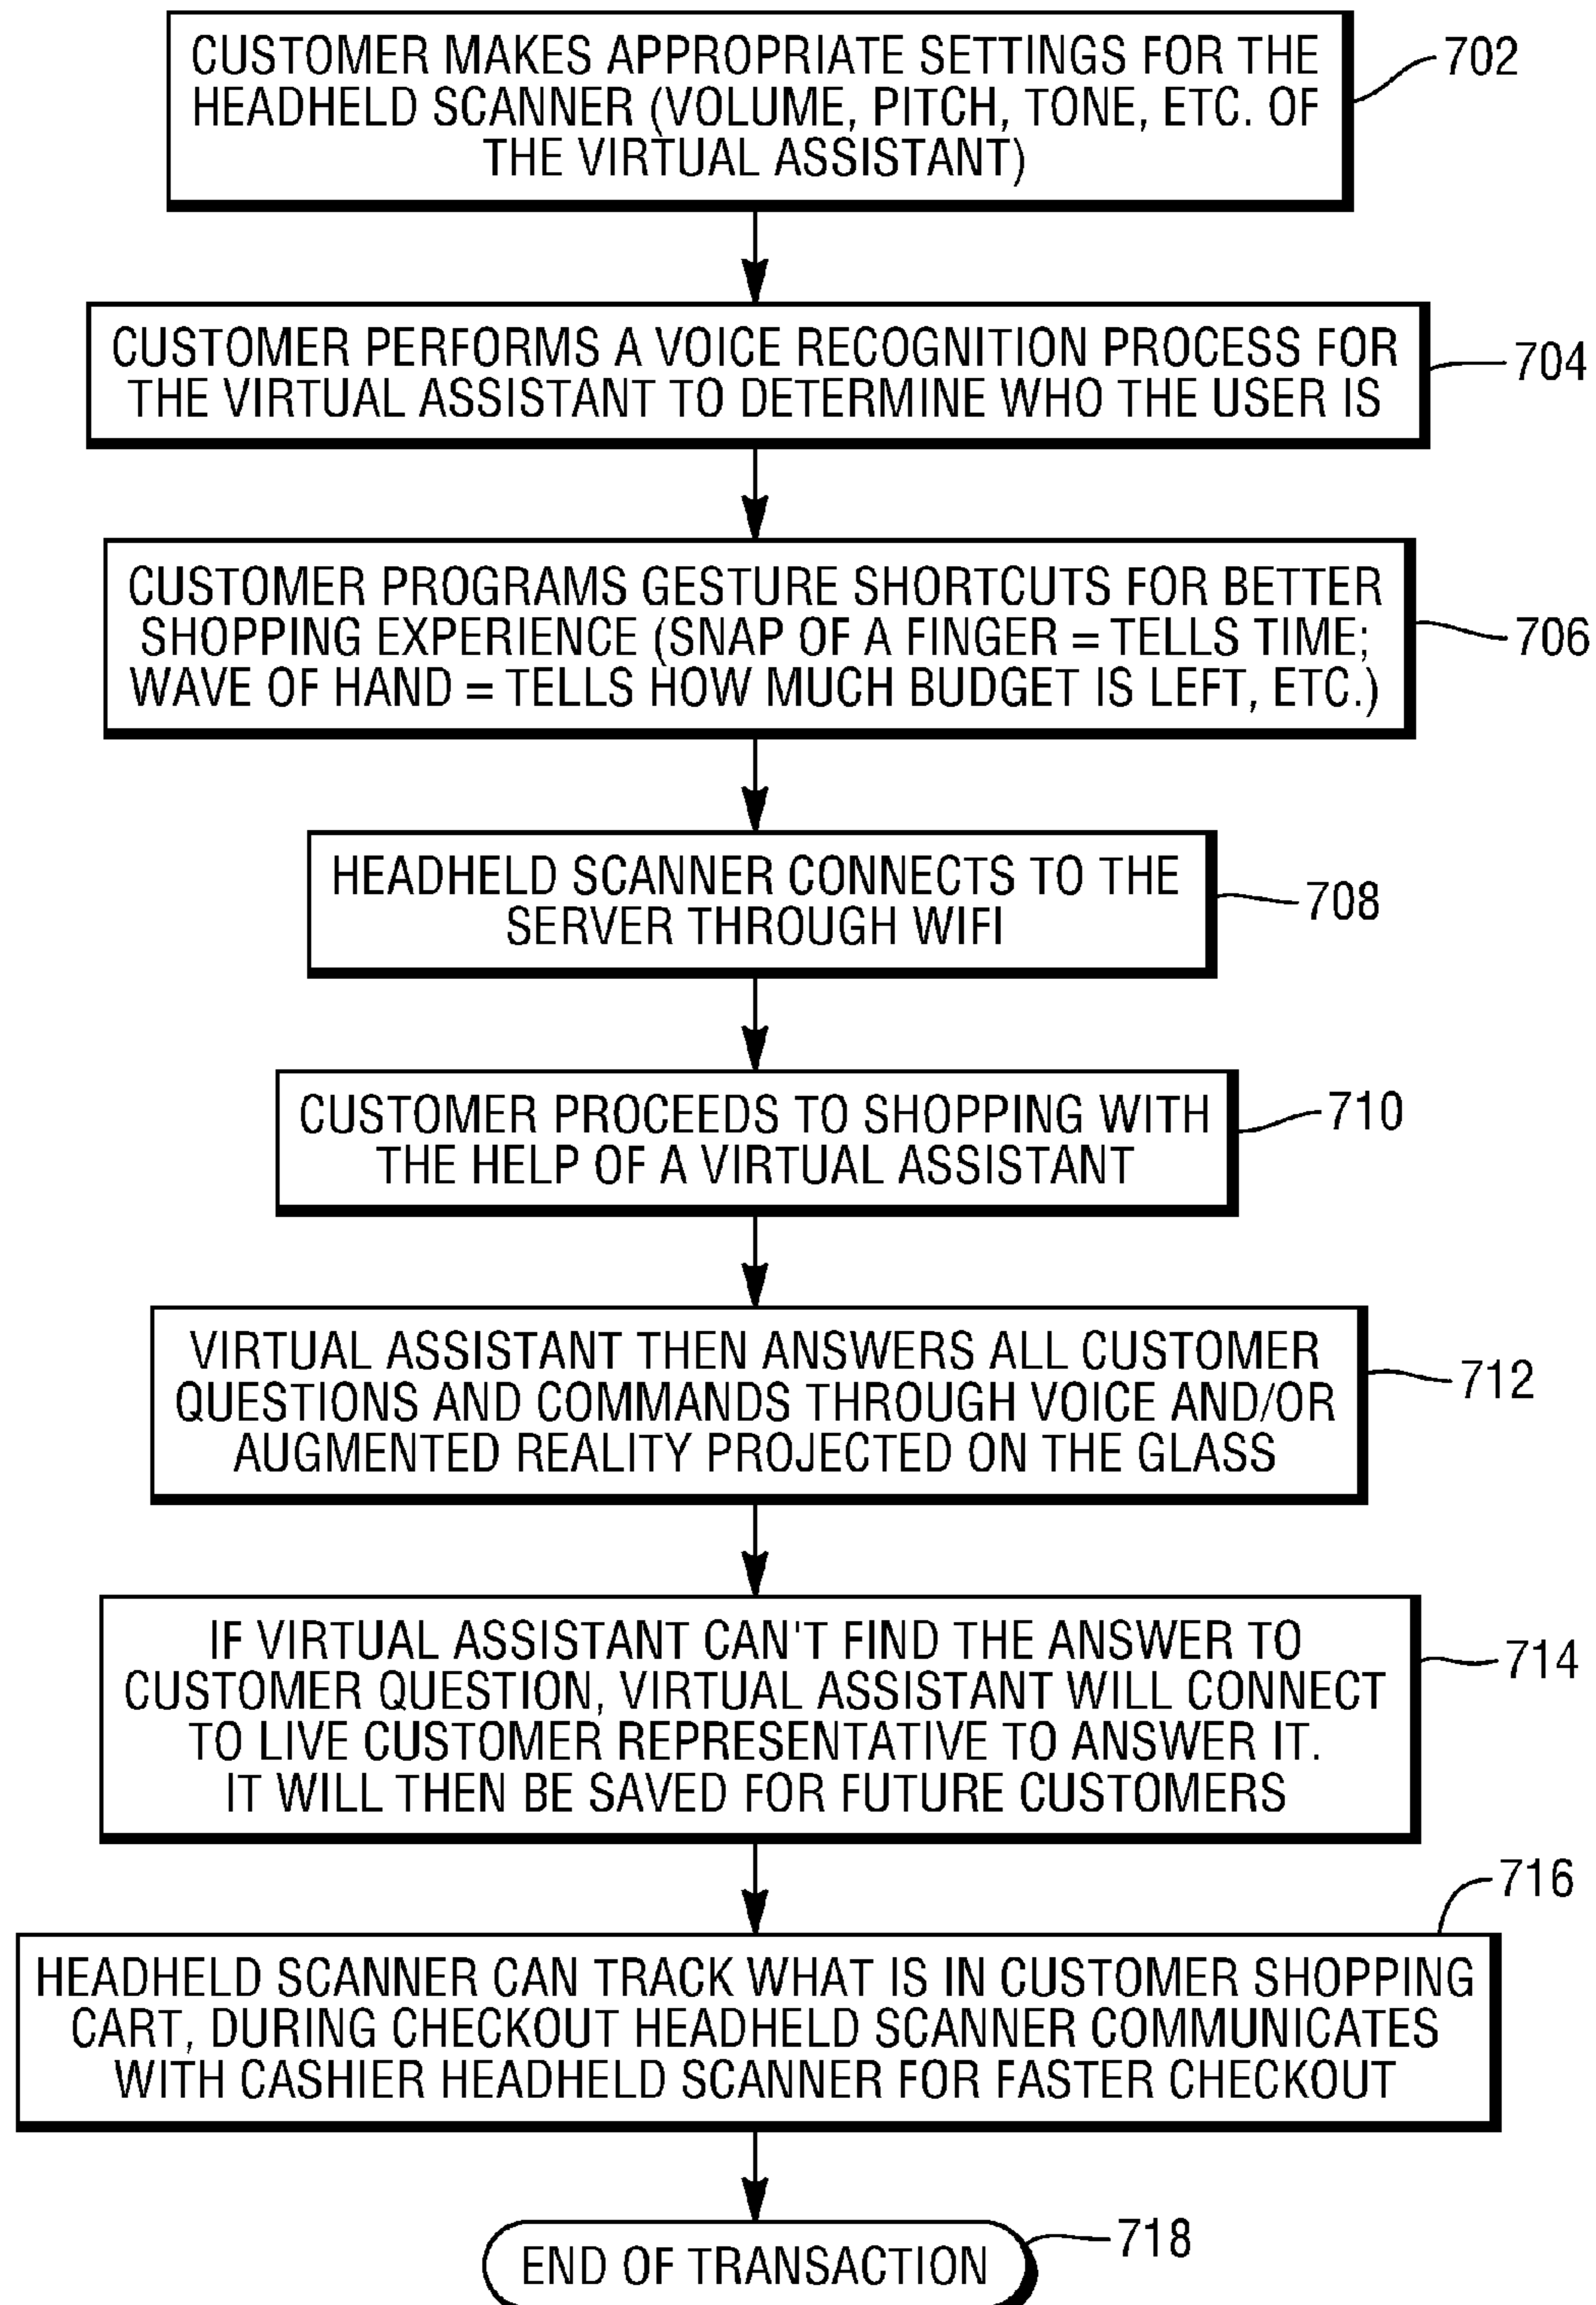 CUSTOMER MAKES APPROPRIATE SETTINGS FOR THE
HEADHELD SCANNER (VOLUME, PITCH, TONE, ETC. OF
THE VIRTUAL ASSISTANT)
702
CUSTOMER PERFORMS A VOICE RECOGNITION PROCESS FOR
THE VIRTUAL ASSISTANT TO DETERMINE WHO THE USER IS
704
CUSTOMER PROGRAMS GESTURE SHORTCUTS FOR BETTER
SHOPPING EXPERIENCE (SNAP OF A FINGER = TELLS TIME;
WAVE OF HAND = TELLS HOW MUCH BUDGET IS LEFT, ETC.)
706
HEADHELD SCANNER CONNECTS TO THE
SERVER THROUGH WIFI
708
CUSTOMER PROCEEDS TO SHOPPING WITH
THE HELP OF A VIRTUAL ASSISTANT
710
VIRTUAL ASSISTANT THEN ANSWERS ALL CUSTOMER
QUESTIONS AND COMMANDS THROUGH VOICE AND/OR
AUGMENTED REALITY PROJECTED ON THE GLASS
712
IF VIRTUAL ASSISTANT CAN'T FIND THE ANSWER TO
CUSTOMER QUESTION, VIRTUAL ASSISTANT WILL CONNECT
TO LIVE CUSTOMER REPRESENTATIVE TO ANSWER IT.
IT WILL THEN BE SAVED FOR FUTURE CUSTOMERS
714
716
HEADHELD SCANNER CAN TRACK WHAT IS IN CUSTOMER SHOPPING
CART, DURING CHECKOUT HEADHELD SCANNER COMMUNICATES
WITH CASHIER HEADHELD SCANNER FOR FASTER CHECKOUT
END OF TRANSACTION
718